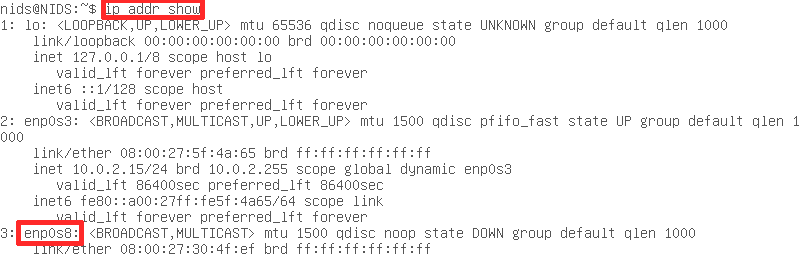 nids@NIDS:~$ ip addr show
1: lo: <LOOPBACK,UP,LOWER_UP> mtu 65536 qdisc noqueue state UNKNOWN group default qlen 1000
link/loopback 00:00:00:00:00:00 brd 00:00:00:00:00:00
inet 127.0.0.1/8 scope host lo
valid_lft forever preferred_lft forever
inet6 ::1/128 scope host
valid_lft forever preferred_lft forever
2: enp0s3: <BROADCAST,MULTICAST,UP,LOWER_UP> mtu 1500 qdisc pfifo_fast state UP group default qlen 1
000
link/ether 08:00:27:5f:4a:65 brd ff:ff:ff:ff:ff:ff
inet 10.0.2.15/24 brd 10.0.2.255 scope global dynamic enp0s3
valid_lft 86400sec preferred_lft 86400sec
inet6 fe80::a00:27ff:fe5f:4a65/64 scope link
valid_lft forever preferred_lft forever
3: enp0s8: <BROADCAST,MULTICAST> mtu 1500 qdisc noop state DOWN group default qlen 1000
link/ether 08:00:27:30:4f:ef brd ff:ff:ff:ff:ff:ff